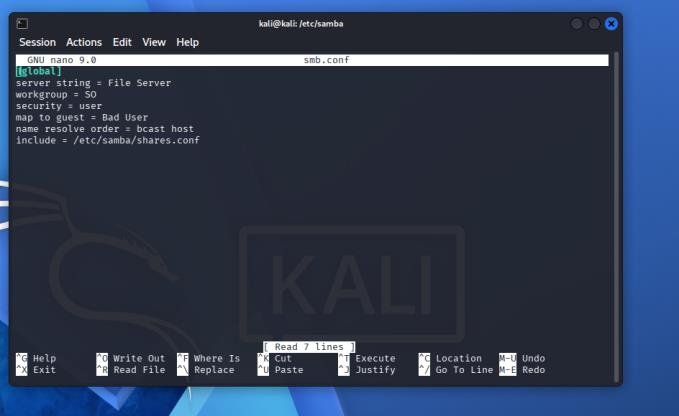 kali@kali: /etc/samba
Session Actions Edit View Help
GNU nano 9.0 smb.conf
[global]
server string = File Server
workgroup = SO
security = user
map to guest = Bad User
name resolve order = bcast host
include = /etc/samba/shares.conf
KALI
[ Read 7 lines ]
^G Help ^O Write Out ^F Where Is ^K Cut ^T Execute ^C Location M-U Undo
^X Exit ^R Read File ^\ Replace ^U Paste ^J Justify ^/ Go To Line M-E Redo